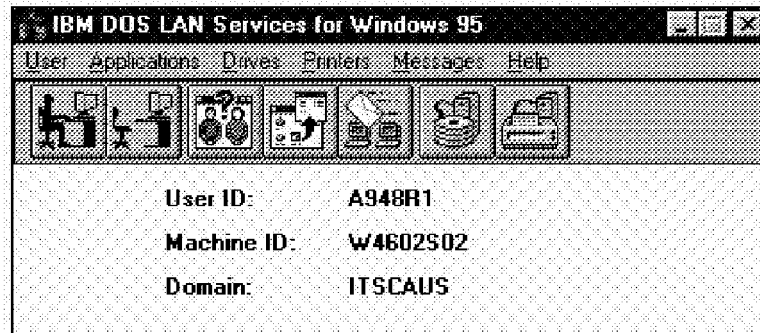 IBM DOS LAN Services for Windows 95
User Applications Drives Printers Messages Help
User ID: A948R1
Machine ID: W4602S02
Domain: ITSCAUS